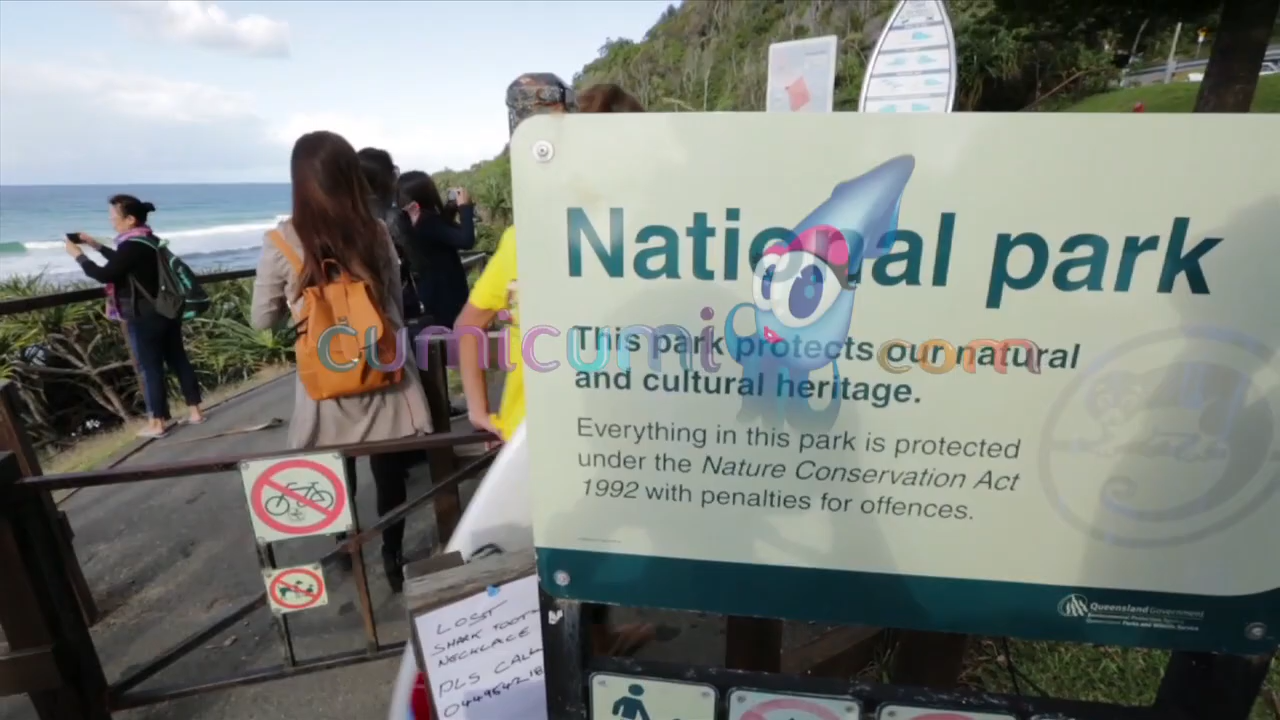 National park
This park protects our natural
and cultural heritage.
Everything in this park is protected
under the Nature Conservation Act
1992 with penalties for offences.
cumicumi.com
Queensland Government
LOST
SHARK TOOTH
NECKLACE
PLS CALL